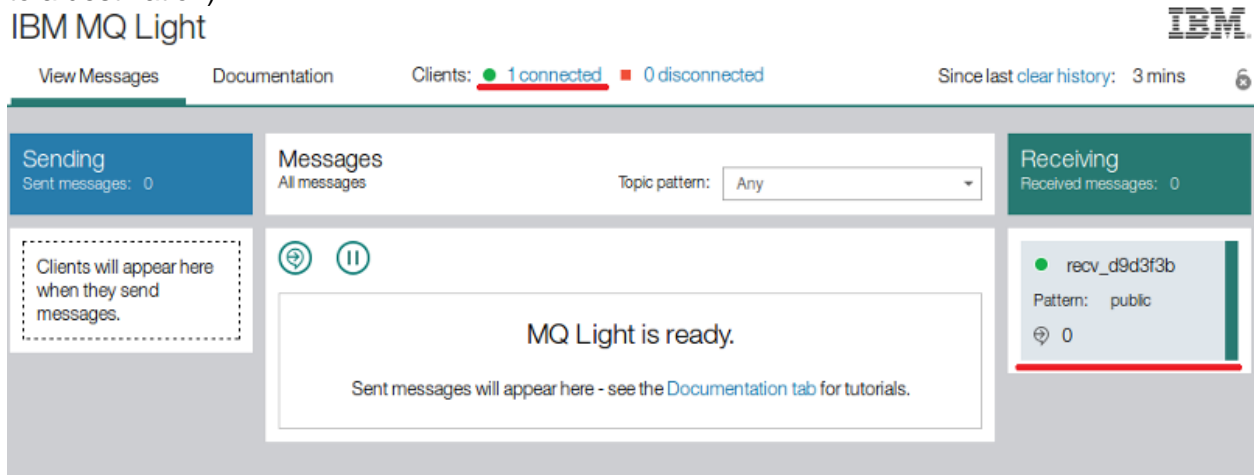 IBM MQ Light
IBM.
View Messages Documentation Clients: 1 connected 0 disconnected Since last clear history: 3 mins
Sending
Sent messages: 0
Messages
All messages
Topic pattern: Any
Receiving
Received messages: 0
Clients will appear here
when they send
messages.
MQ Light is ready.
Sent messages will appear here - see the Documentation tab for tutorials.
recv_d9d3f3b
Pattern: public
0